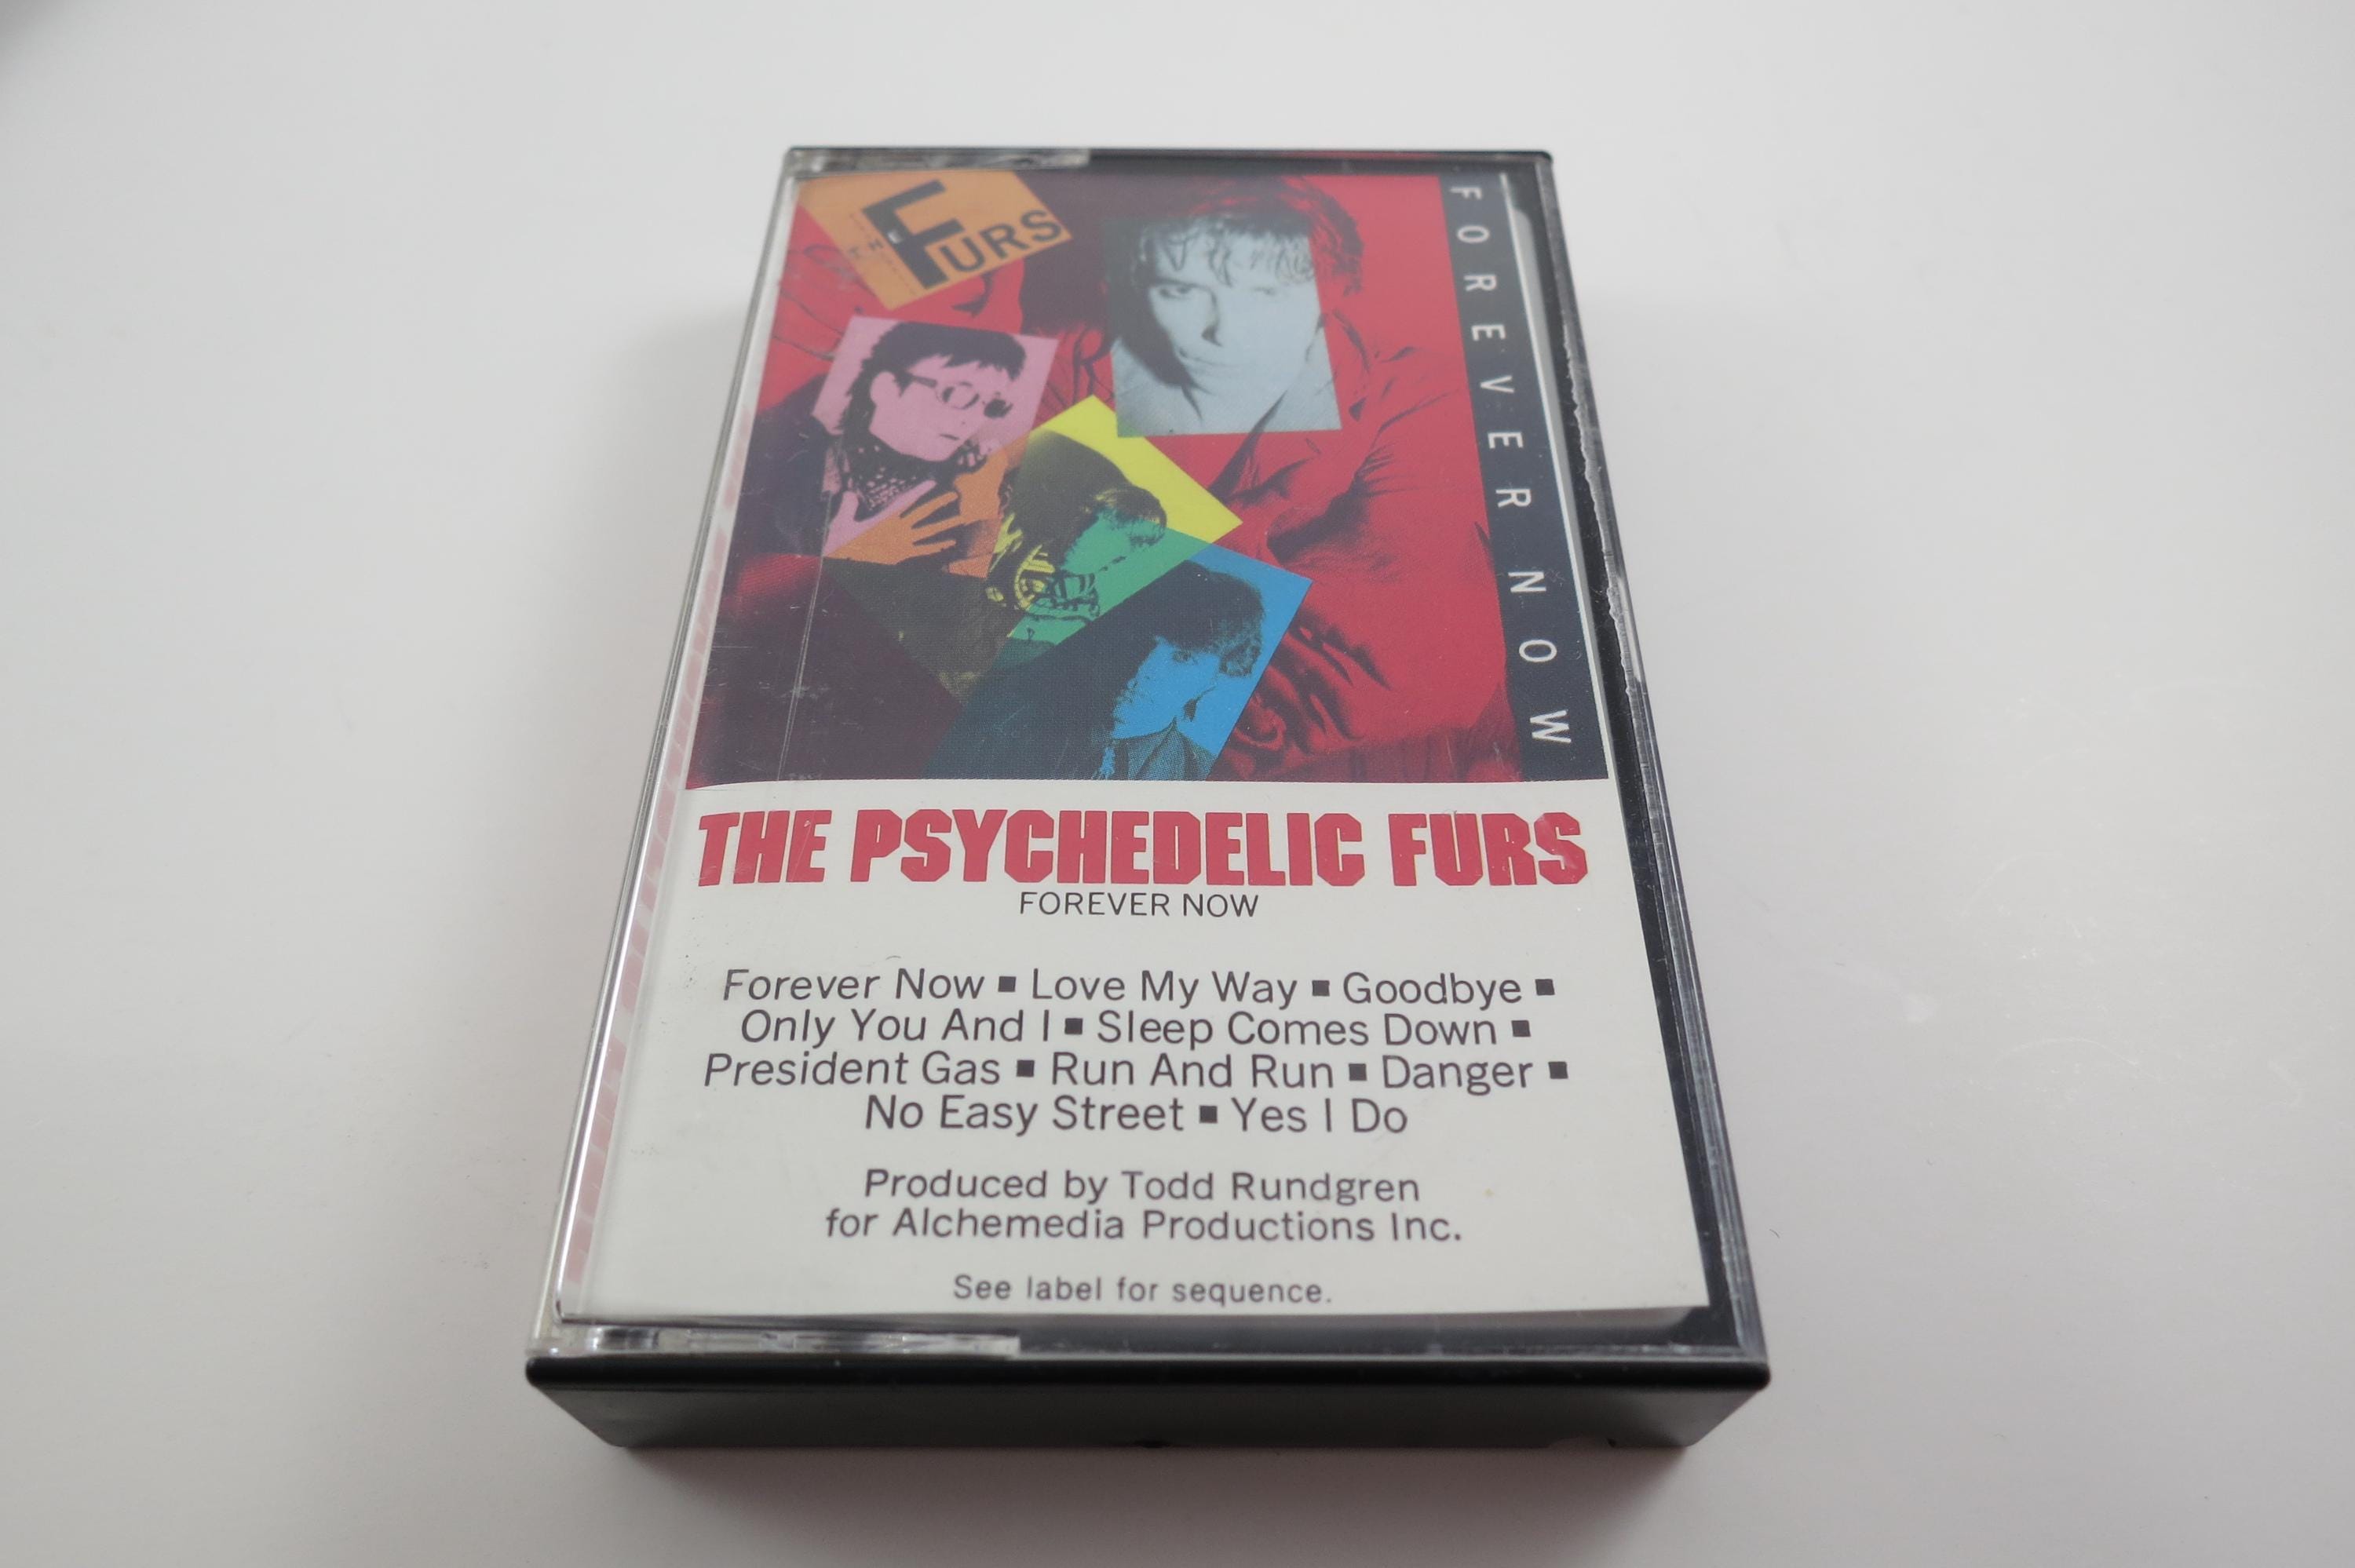 THE FURS
FOREVER NOW
THE PSYCHEDELIC FURS
FOREVER NOW
Forever Now ▪ Love My Way ▪ Goodbye ▪
Only You And I ▪ Sleep Comes Down ▪
President Gas ▪ Run And Run ▪ Danger ▪
No Easy Street ▪ Yes I Do
Produced by Todd Rundgren
for Alchemedia Productions Inc.
See label for sequence.